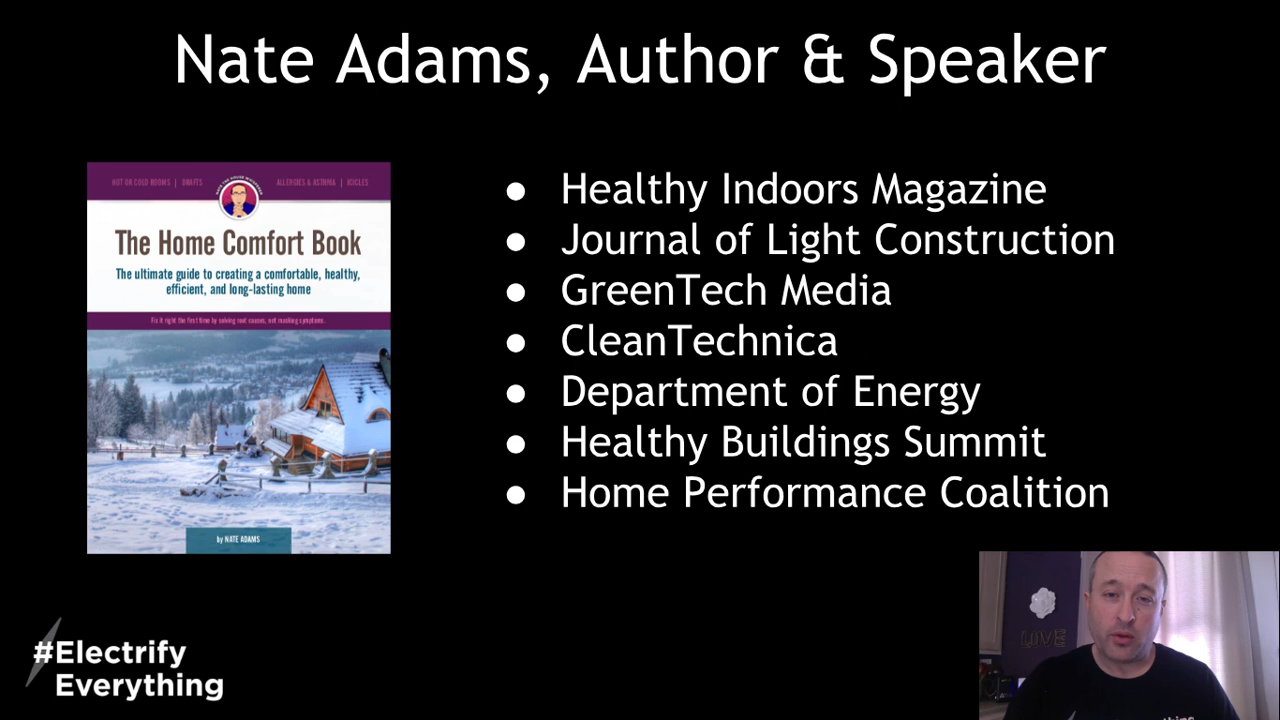 Nate Adams, Author & Speaker
HOT OR COLD ROOMS | DRAFTS
ALLERGIES & ASTHMA | ICICLES
The Home Comfort Book
The ultimate guide to creating a comfortable, healthy,
efficient, and long-lasting home
Fix it right the first time by solving root causes, not masking symptoms.
by NATE ADAMS
● Healthy Indoors Magazine
● Journal of Light Construction
● GreenTech Media
● CleanTechnica
● Department of Energy
● Healthy Buildings Summit
● Home Performance Coalition
#Electrify
Everything